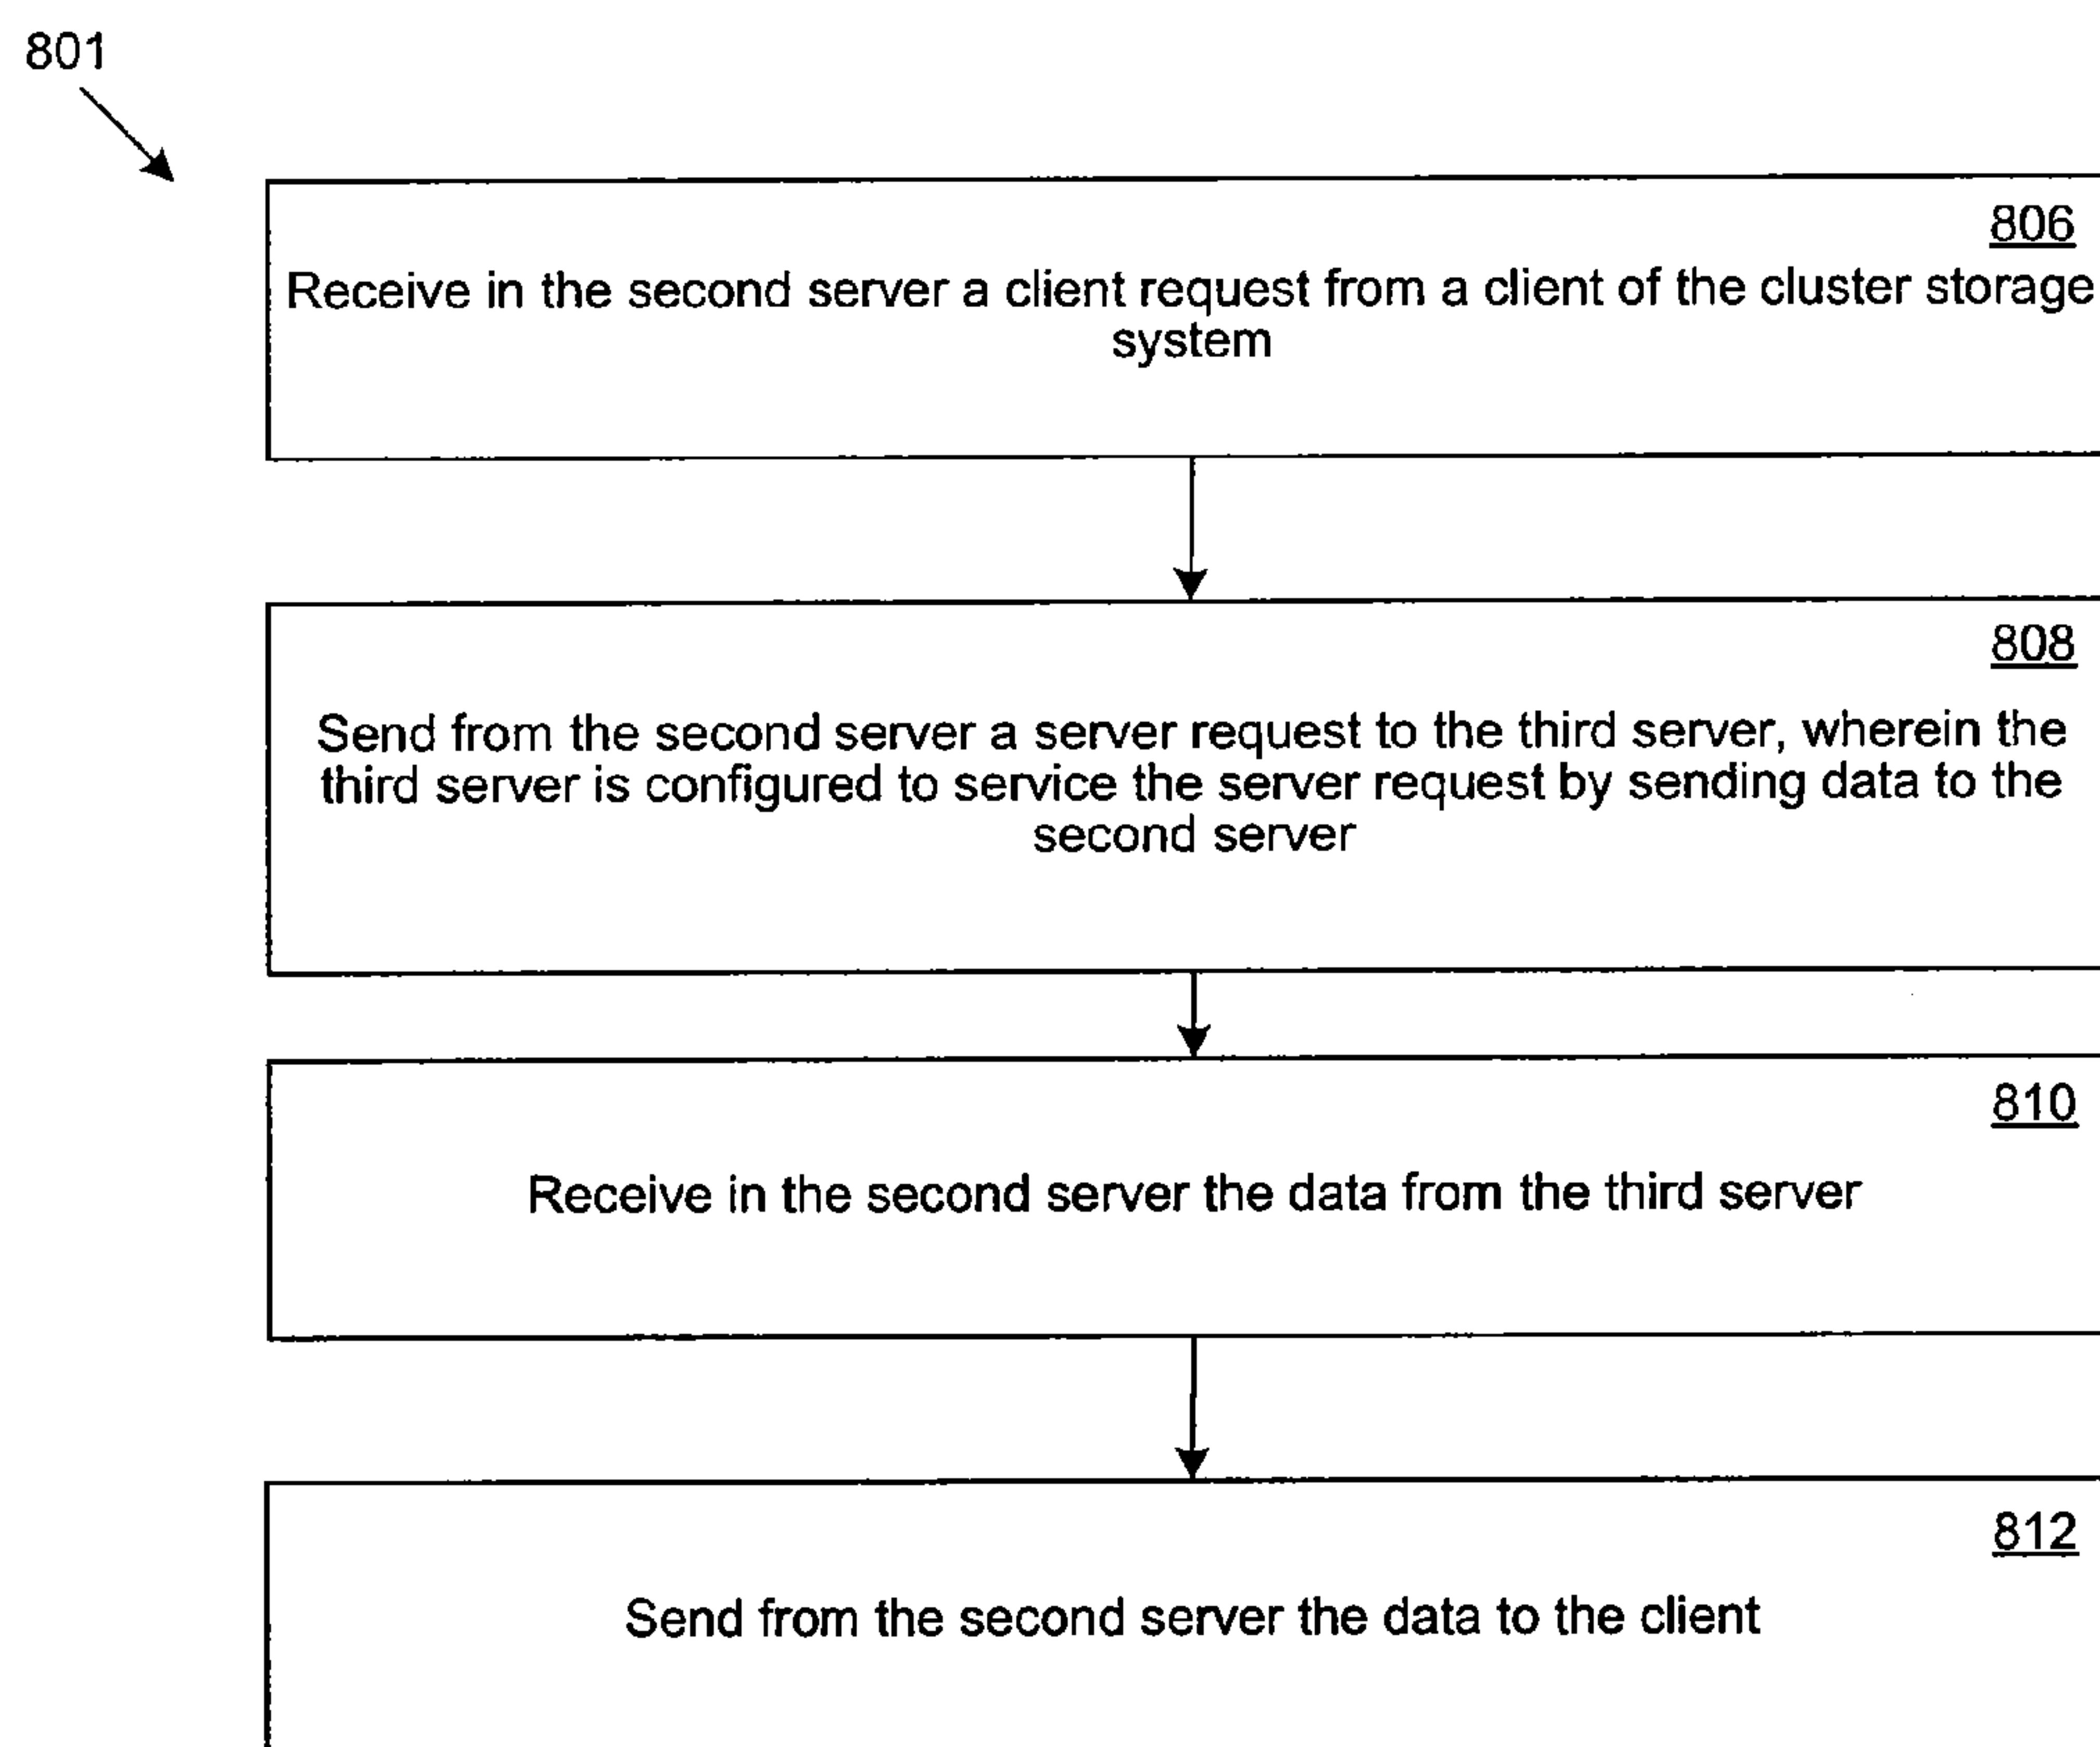 801
806
Receive in the second server a client request from a client of the cluster storage
system
808
Send from the second server a server request to the third server, wherein the
third server is configured to service the server request by sending data to the
second server
810
Receive in the second server the data from the third server
812
Send from the second server the data to the client